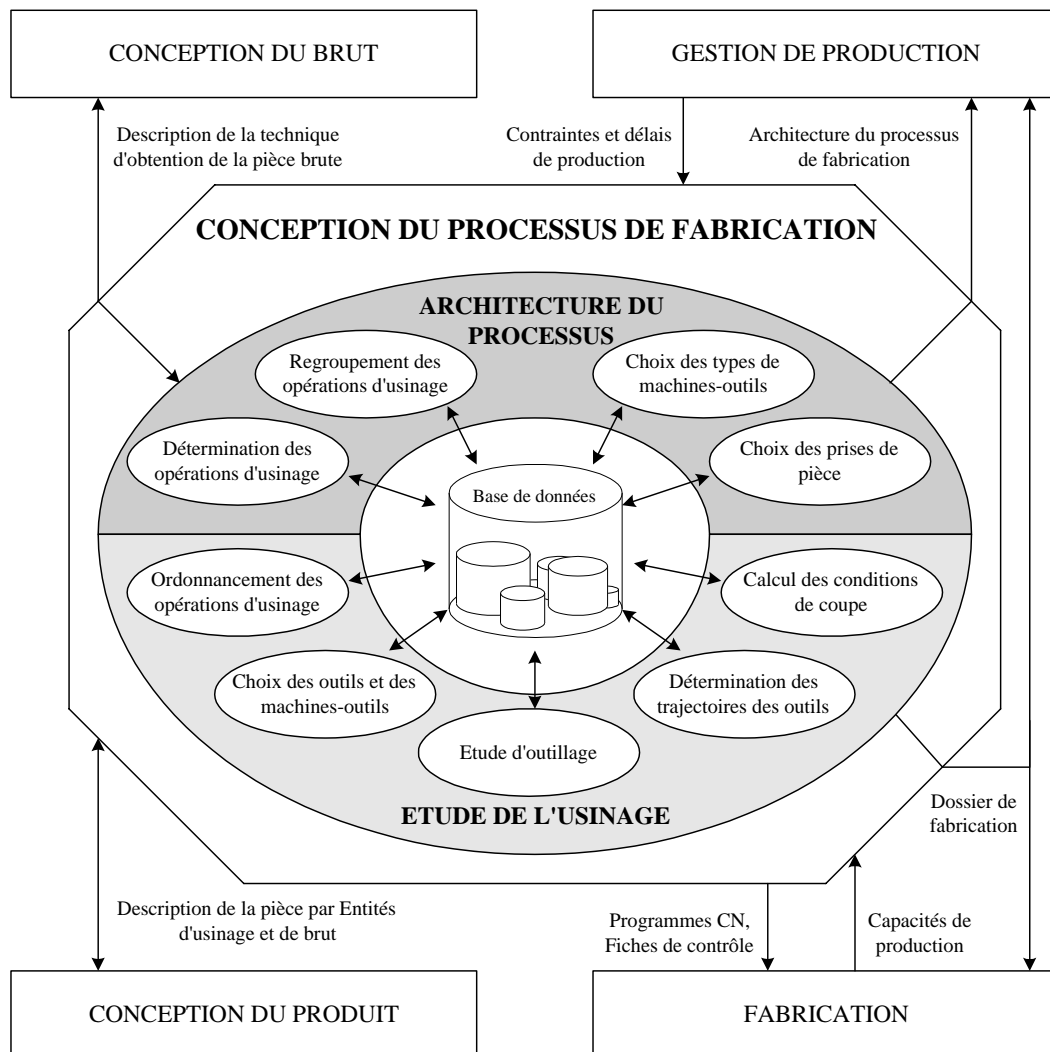 CONCEPTION DU BRUT
GESTION DE PRODUCTION
Description de la technique
d'obtention de la pièce brute
Contraintes et délais
de production
Architecture du processus
de fabrication
CONCEPTION DU PROCESSUS DE FABRICATION
ARCHITECTURE DU
PROCESSUS
Regroupement des
opérations d'usinage
Choix des types de
machines-outils
Détermination des
opérations d'usinage
Choix des prises de
pièce
Base de données
Ordonnancement des
opérations d'usinage
Calcul des conditions
de coupe
Choix des outils et des
machines-outils
Détermination des
trajectoires des outils
Etude d'outillage
ETUDE DE L'USINAGE
Dossier de
fabrication
Description de la pièce par Entités
d'usinage et de brut
Programmes CN,
Fiches de contrôle
Capacités de
production
CONCEPTION DU PRODUIT
FABRICATION